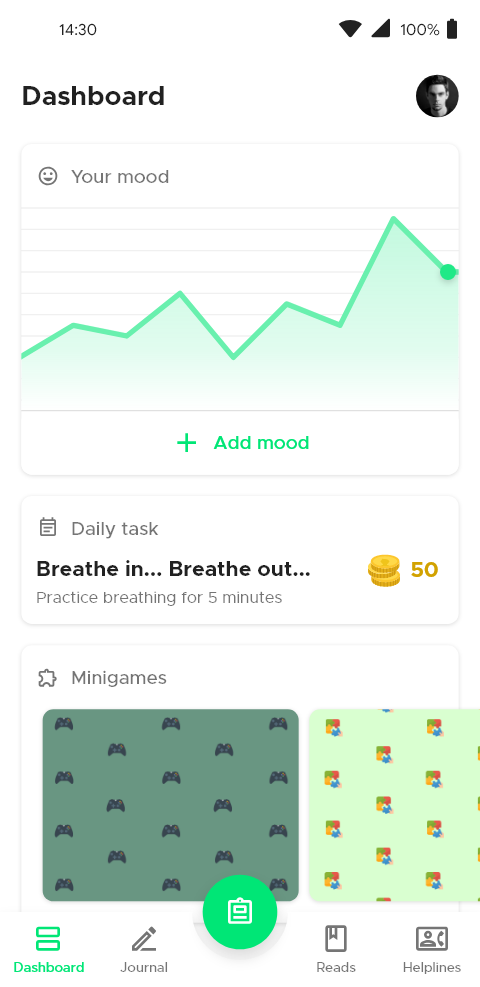 14:30 100%
Dashboard
Your mood
Add mood
Daily task
Breathe in... Breathe out... 50
Practice breathing for 5 minutes
Minigames
Dashboard Journal Reads Helplines